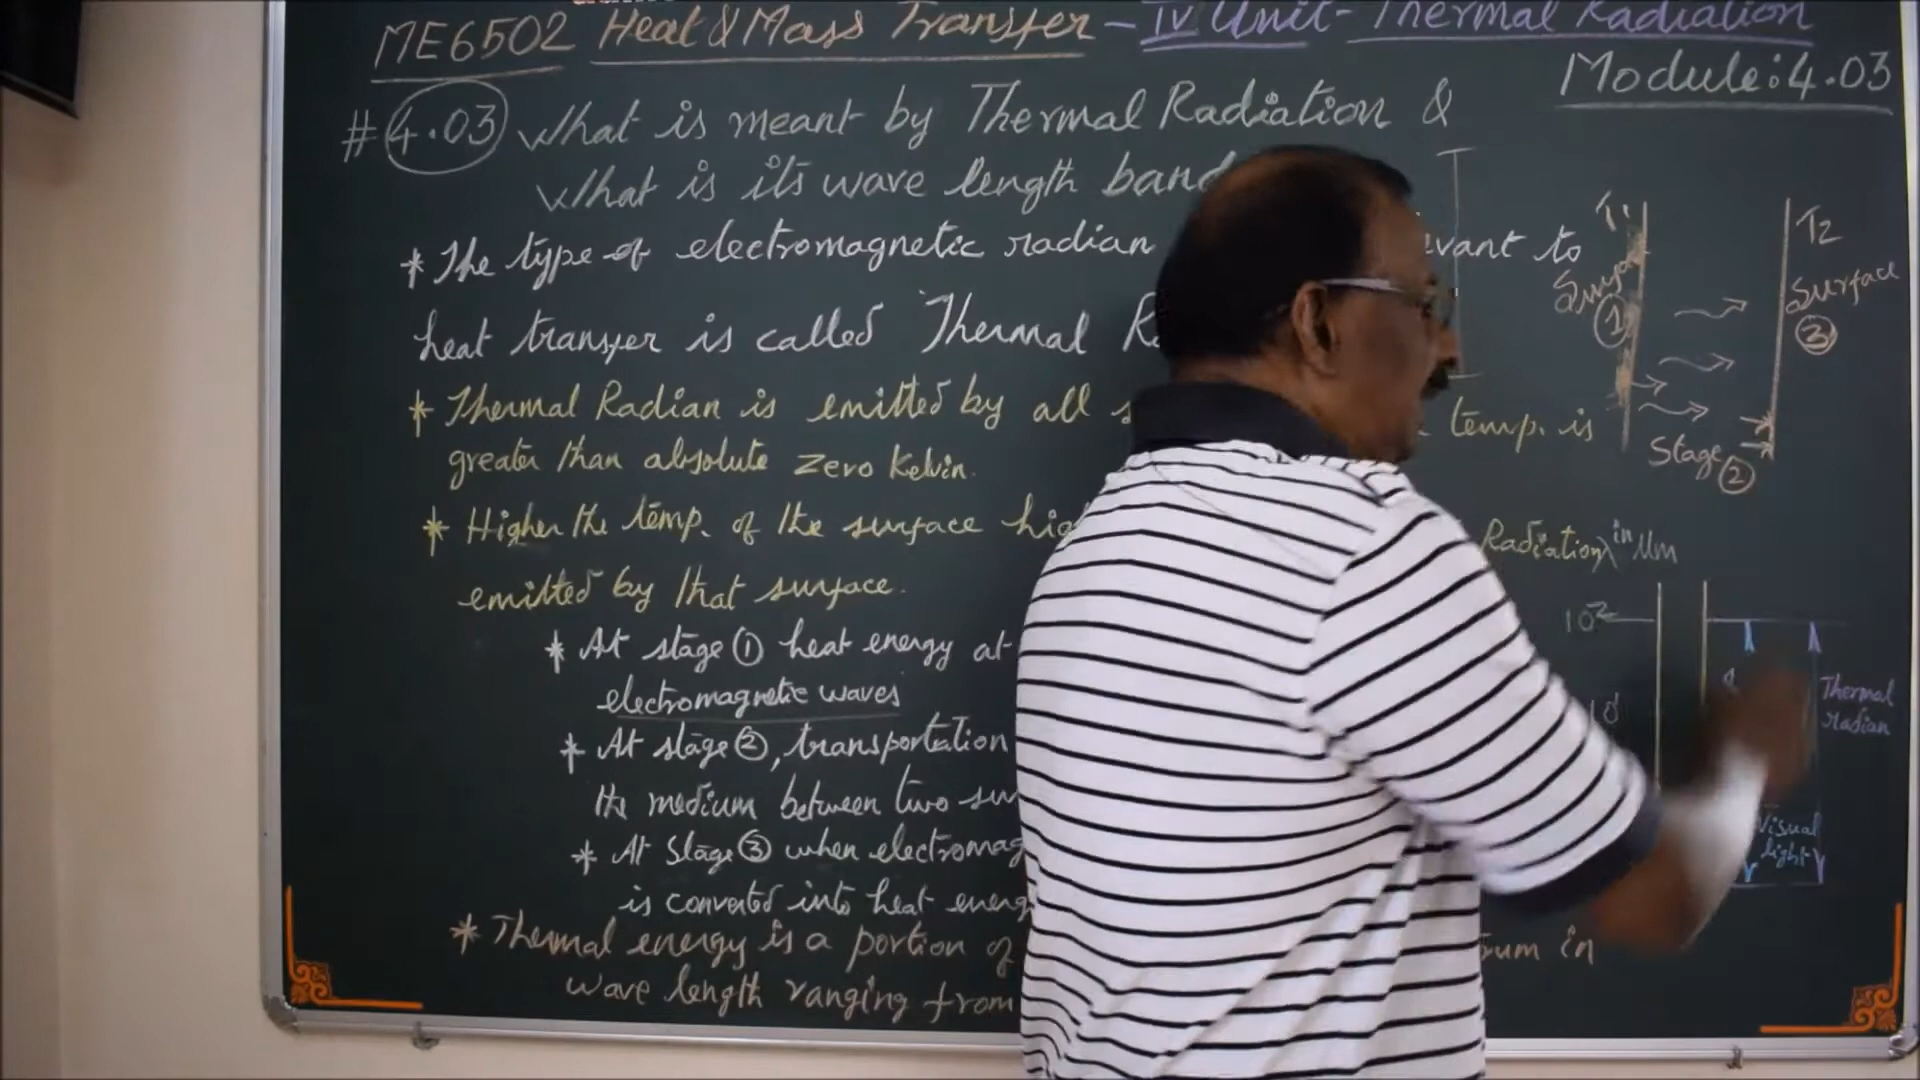 ME6502 Heat & Mass Transfer - IV Unit - Thermal Radiation
Module: 4.03
# 4.03 What is meant by Thermal Radiation &
What is its wave length band
* The type of electromagnetic radian
evant to
heat transfer is called Thermal R
* Thermal Radian is emitted by all s
temp. is
greater than absolute zero Kelvin.
* Higher the temp. of the surface hig
Radiation
emitted by that surface.
* At stage ① heat energy at
electromagnetic waves
* At stage ②, transportation
the medium between two su
* At Stage ③ when electromag
is converted into heat energ
* Thermal energy is a portion of
rum in
wave length ranging from
T1
Surface
①
T2
Surface
③
Stage ②
λ in μm
10²
10
Thermal
radian
Visual
light